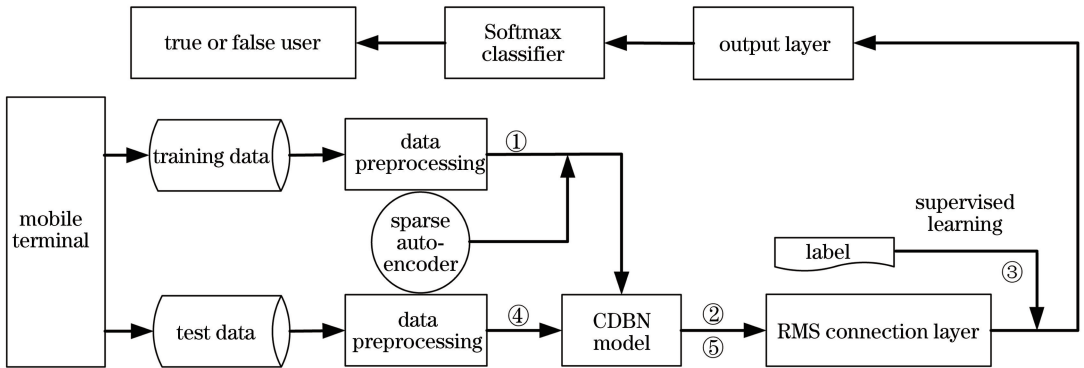 true or false user
Softmax
classifier
output layer
training data
data
preprocessing
①
mobile
terminal
sparse
auto-
encoder
supervised
learning
label
③
test data
data
preprocessing
④
CDBN
model
②
⑤
RMS connection layer